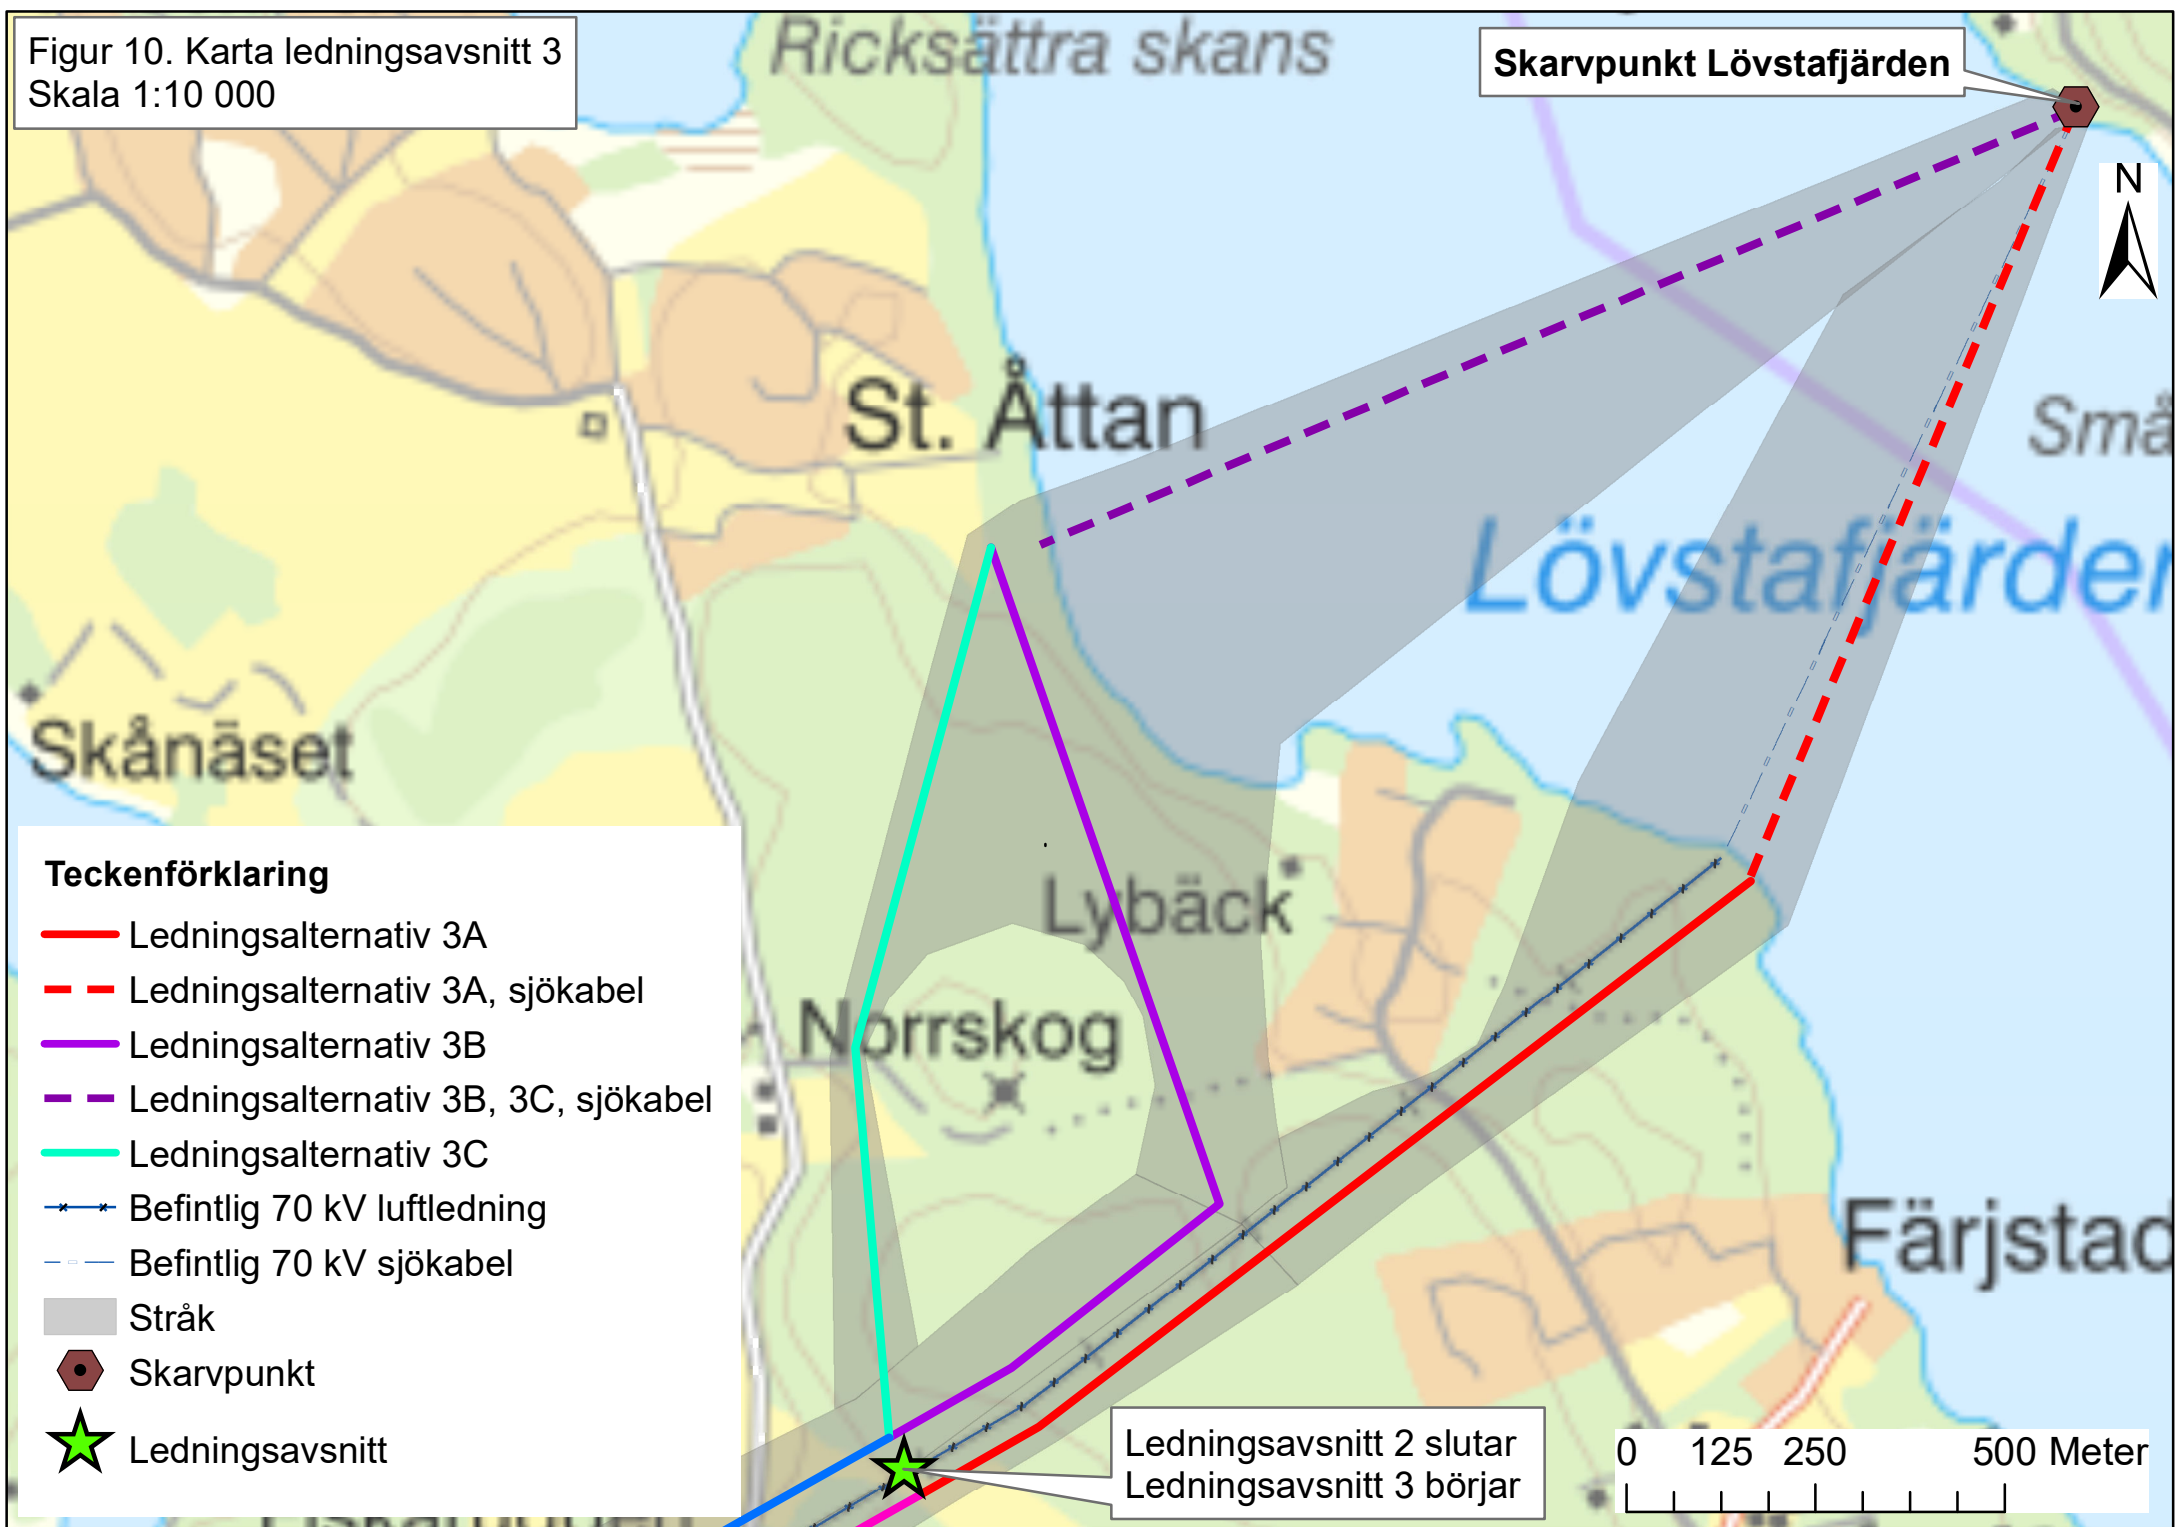 Figur 10. Karta ledningsavsnitt 3
Skala 1:10 000
Ricksättra skans
Skarvpunkt Lövstafjärden
N
St. Åttan
Små
Lövstafjärden
Skånäset
Lybäck
Norrskog
Färjstad
Teckenförklaring
Ledningsalternativ 3A
Ledningsalternativ 3A, sjökabel
Ledningsalternativ 3B
Ledningsalternativ 3B, 3C, sjökabel
Ledningsalternativ 3C
Befintlig 70 kV luftledning
Befintlig 70 kV sjökabel
Stråk
Skarvpunkt
Ledningsavsnitt
Ledningsavsnitt 2 slutar
Ledningsavsnitt 3 börjar
0 125 250 500 Meter